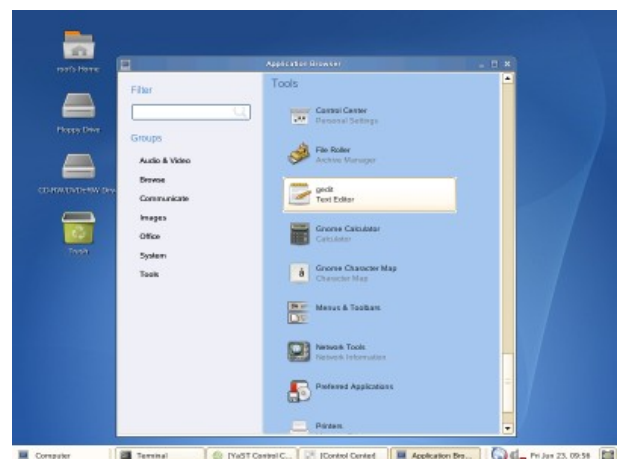 root's Home
Floppy Drive
CD-RW/DVD±RW Driv
Trash
Application Browser
Filter
Groups
Audio & Video
Browse
Communicate
Images
Office
System
Tools
Tools
Control Center
Personal Settings
File Roller
Archive Manager
gedit
Text Editor
Gnome Calculator
Calculator
Gnome Character Map
Character Map
Menus & Toolbars
Network Tools
Network Information
Preferred Applications
Printers
Computer
Terminal
[YaST Control C...
[Control Center]
Application Bro...
Fri Jun 23, 09:56